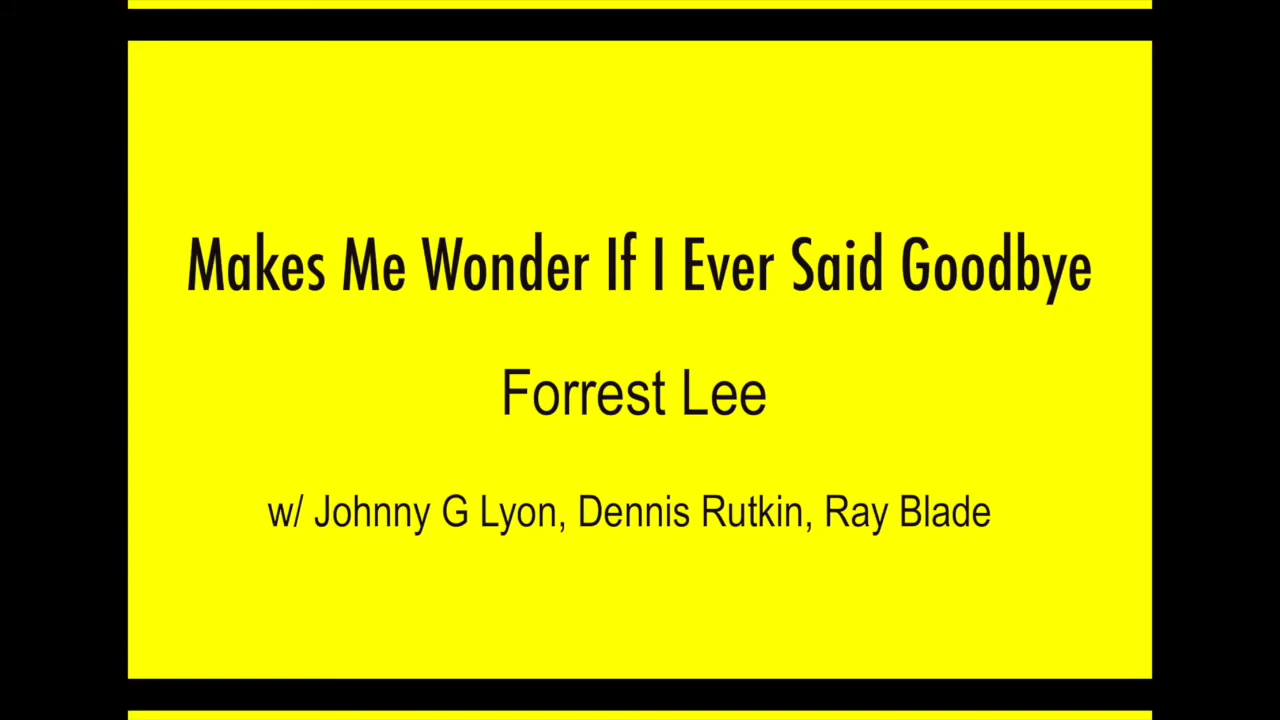 Makes Me Wonder If I Ever Said Goodbye
Forrest Lee
w/ Johnny G Lyon, Dennis Rutkin, Ray Blade